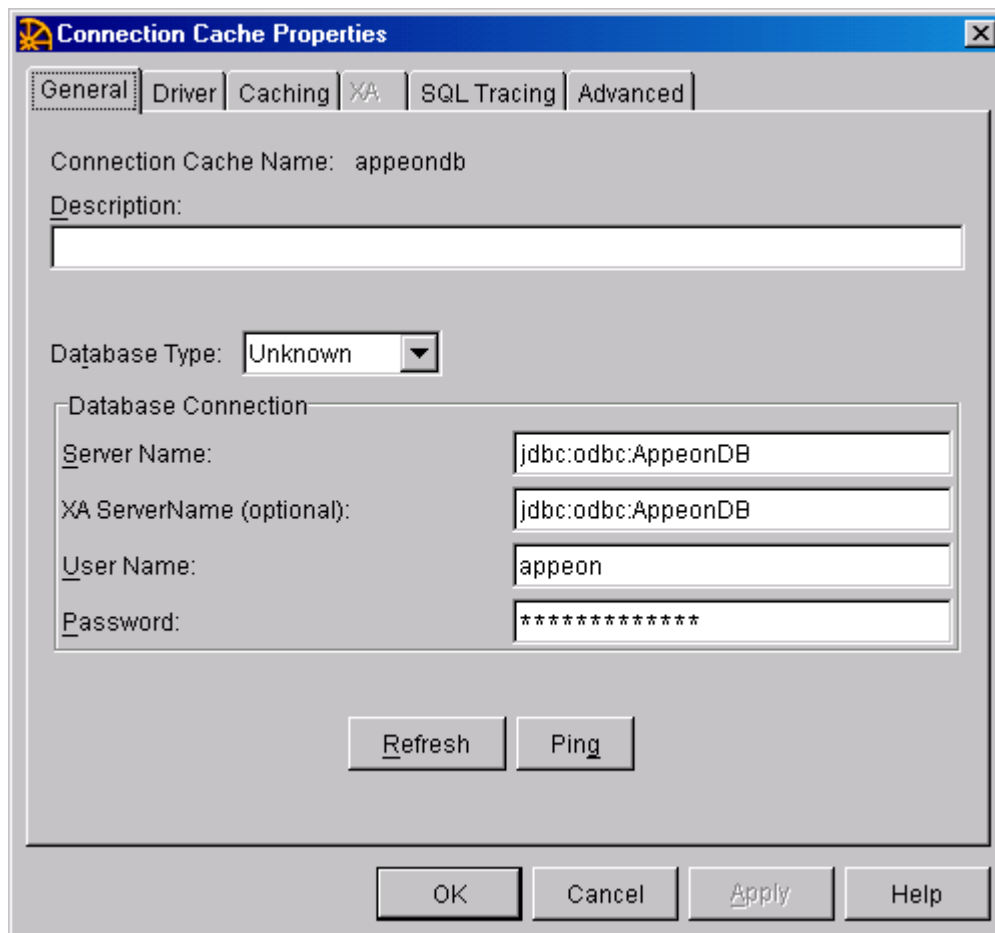 Connection Cache Properties
General Driver Caching XA SQL Tracing Advanced
Connection Cache Name: appeondb
Description:
Database Type: Unknown
Database Connection
Server Name: jdbc:odbc:AppeonDB
XA ServerName (optional): jdbc:odbc:AppeonDB
User Name: appeon
Password: *************
Refresh Ping
OK Cancel Apply Help